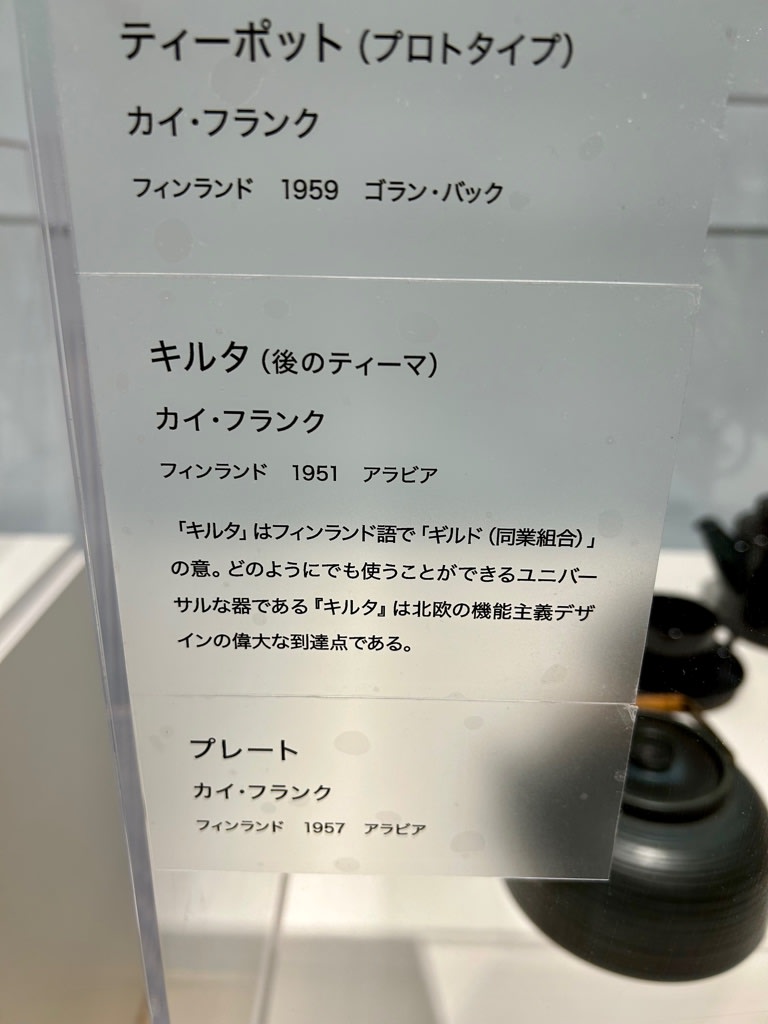 ティーポット（プロトタイプ）
カイ・フランク
フィンランド　1959　ゴラン・バック
キルタ（後のティーマ）
カイ・フランク
フィンランド　1951　アラビア
「キルタ」はフィンランド語で「ギルド（同業組合）」
の意。どのようにでも使うことができるユニバー
サルな器である『キルタ』は北欧の機能主義デザ
インの偉大な到達点である。
プレート
カイ・フランク
フィンランド　1957　アラビア